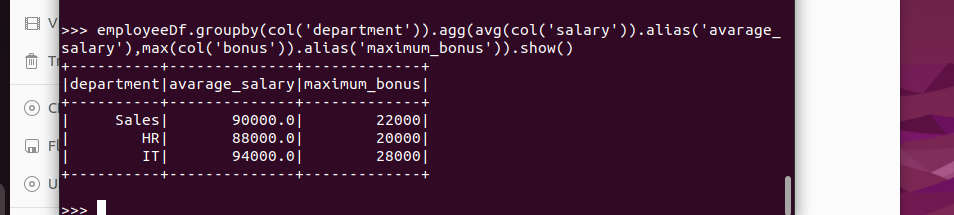 >>> employeeDf.groupby(col('department')).agg(avg(col('salary')).alias('avarage_
salary'),max(col('bonus')).alias('maximum_bonus')).show()
+----------+--------------+-------------+
|department|avarage_salary|maximum_bonus|
+----------+--------------+-------------+
|     Sales|       90000.0|        22000|
|        HR|       88000.0|        20000|
|        IT|       94000.0|        28000|
+----------+--------------+-------------+
>>>